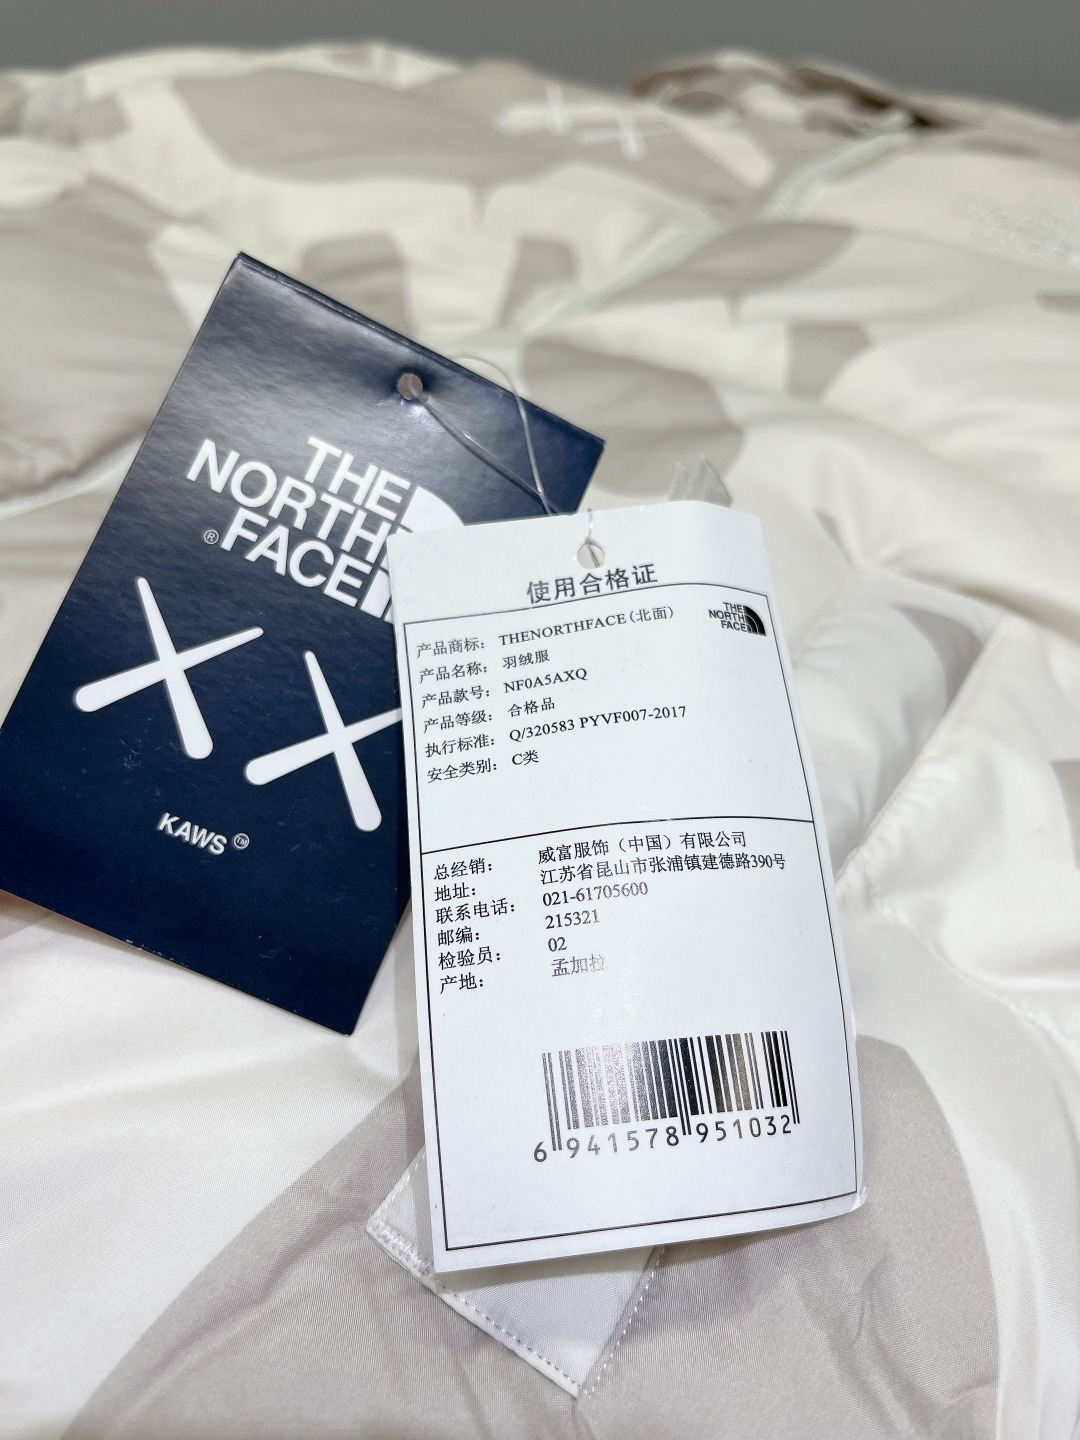 THE
NORTH
FACE
®
KAWS™
使用合格证
THE
NORTH
FACE
产品商标： THENORTHFACE（北面）
产品名称： 羽绒服
产品款号： NF0A5AXQ
产品等级： 合格品
执行标准： Q/320583 PYVF007-2017
安全类别： C类
总经销： 威富服饰（中国）有限公司
地址： 江苏省昆山市张浦镇建德路390号
联系电话： 021-61705600
邮编： 215321
检验员： 02
产地： 孟加拉
6 941578 951032